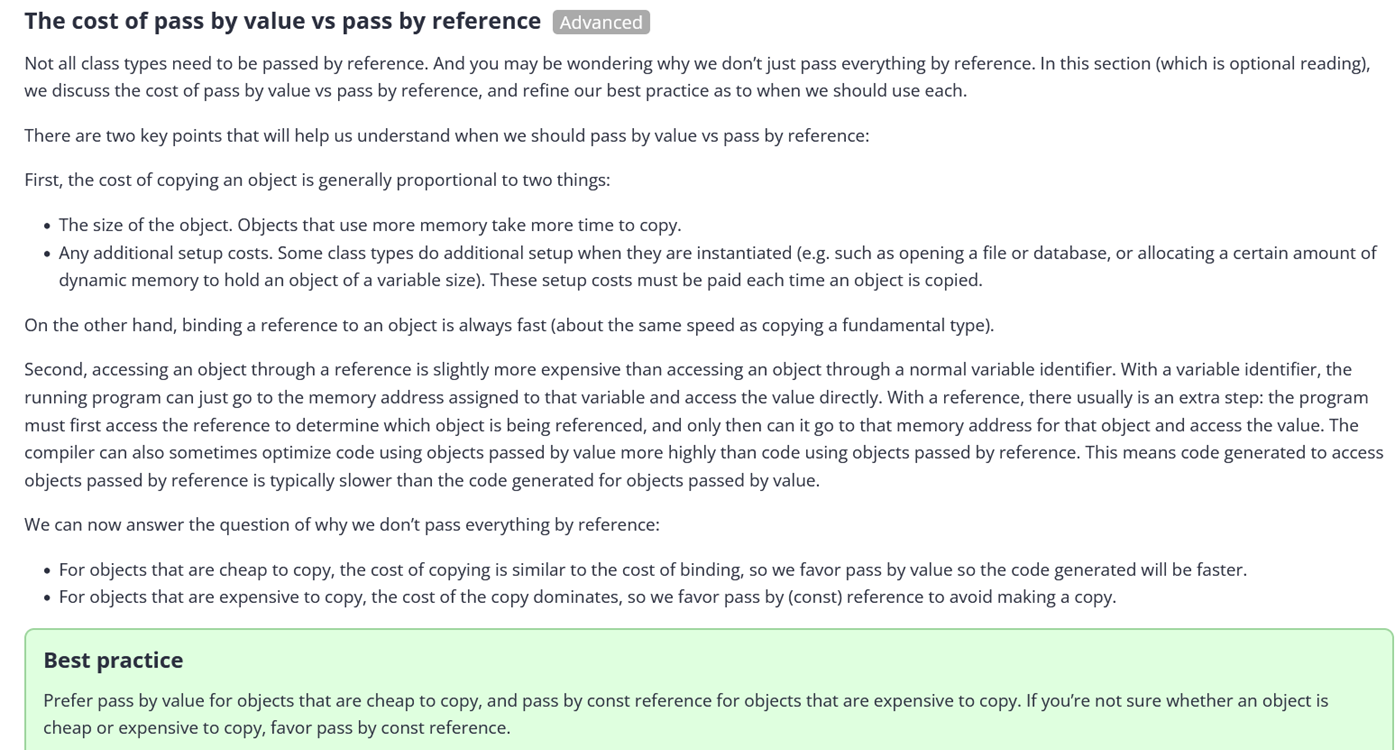 The cost of pass by value vs pass by reference Advanced
Not all class types need to be passed by reference. And you may be wondering why we don’t just pass everything by reference. In this section (which is optional reading),
we discuss the cost of pass by value vs pass by reference, and refine our best practice as to when we should use each.
There are two key points that will help us understand when we should pass by value vs pass by reference:
First, the cost of copying an object is generally proportional to two things:
• The size of the object. Objects that use more memory take more time to copy.
• Any additional setup costs. Some class types do additional setup when they are instantiated (e.g. such as opening a file or database, or allocating a certain amount of
dynamic memory to hold an object of a variable size). These setup costs must be paid each time an object is copied.
On the other hand, binding a reference to an object is always fast (about the same speed as copying a fundamental type).
Second, accessing an object through a reference is slightly more expensive than accessing an object through a normal variable identifier. With a variable identifier, the
running program can just go to the memory address assigned to that variable and access the value directly. With a reference, there usually is an extra step: the program
must first access the reference to determine which object is being referenced, and only then can it go to that memory address for that object and access the value. The
compiler can also sometimes optimize code using objects passed by value more highly than code using objects passed by reference. This means code generated to access
objects passed by reference is typically slower than the code generated for objects passed by value.
We can now answer the question of why we don’t pass everything by reference:
• For objects that are cheap to copy, the cost of copying is similar to the cost of binding, so we favor pass by value so the code generated will be faster.
• For objects that are expensive to copy, the cost of the copy dominates, so we favor pass by (const) reference to avoid making a copy.
Best practice
Prefer pass by value for objects that are cheap to copy, and pass by const reference for objects that are expensive to copy. If you’re not sure whether an object is
cheap or expensive to copy, favor pass by const reference.